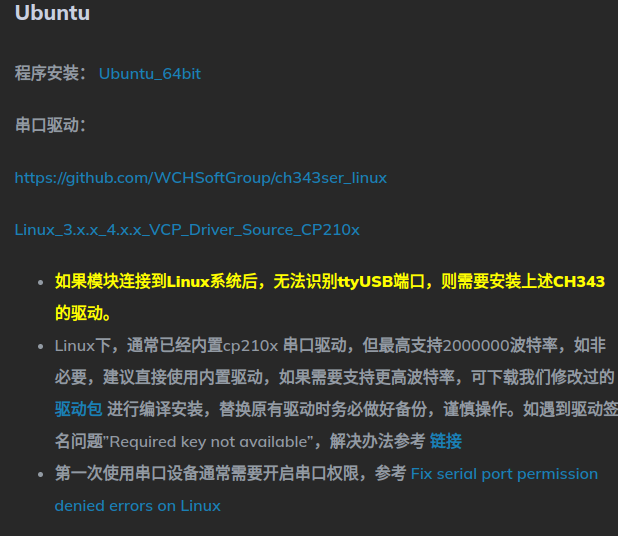 Ubuntu
程序安装： Ubuntu_64bit
串口驱动：
https://github.com/WCHSoftGroup/ch343ser_linux
Linux_3.x.x_4.x.x_VCP_Driver_Source_CP210x
如果模块连接到Linux系统后，无法识别ttyUSB端口，则需要安装上述CH343
的驱动。
Linux下，通常已经内置cp210x 串口驱动，但最高支持2000000波特率，如非
必要，建议直接使用内置驱动，如果需要支持更高波特率，可下载我们修改过的
驱动包 进行编译安装，替换原有驱动时务必做好备份，谨慎操作。如遇到驱动签
名问题”Required key not available”，解决办法参考 链接
第一次使用串口设备通常需要开启串口权限，参考 Fix serial port permission
denied errors on Linux